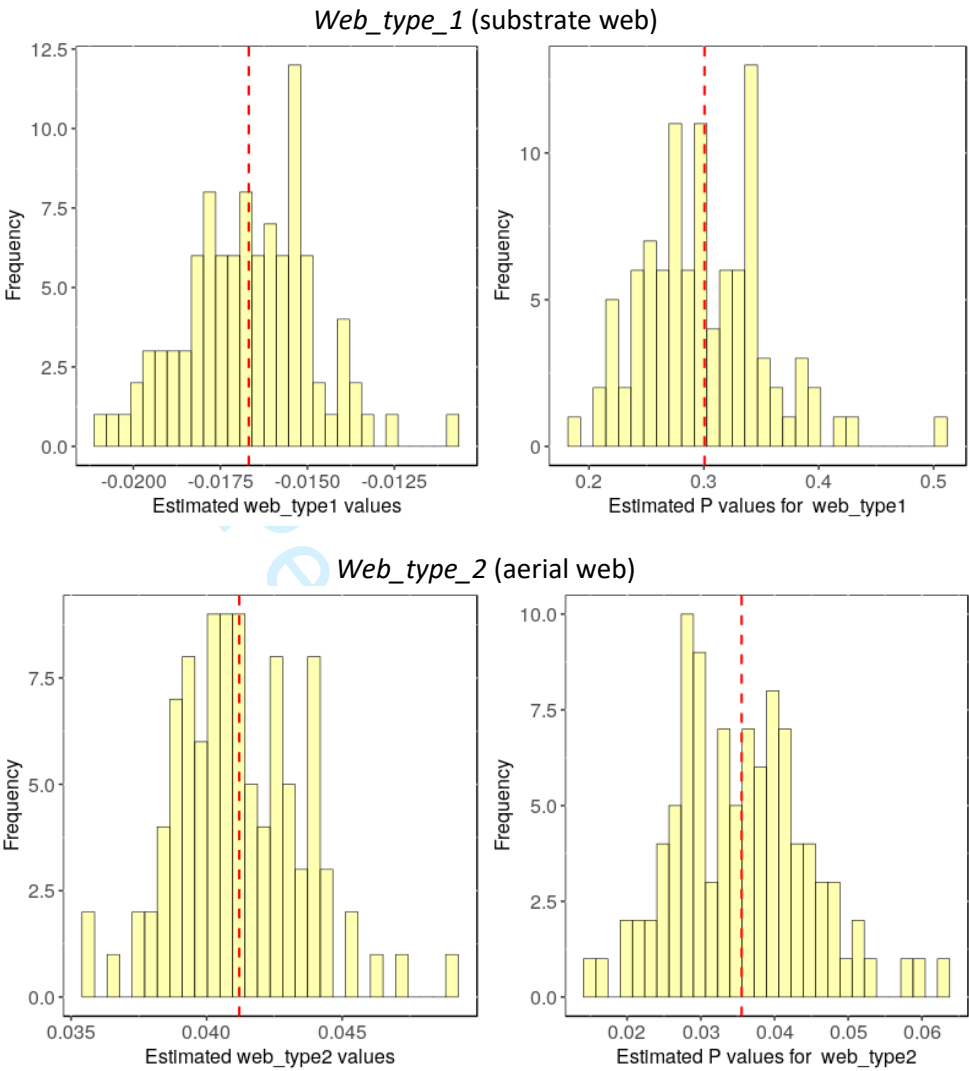 Web_type_1 (substrate web)
12.5
10.0
7.5
5.0
2.5
0.0
Frequency
-0.0200 -0.0175 -0.0150 -0.0125
Estimated web_type1 values
10
5
0
Frequency
0.2 0.3 0.4 0.5
Estimated P values for web_type1
Web_type_2 (aerial web)
7.5
5.0
2.5
0.0
Frequency
0.035 0.040 0.045
Estimated web_type2 values
10.0
7.5
5.0
2.5
0.0
Frequency
0.02 0.03 0.04 0.05 0.06
Estimated P values for web_type2